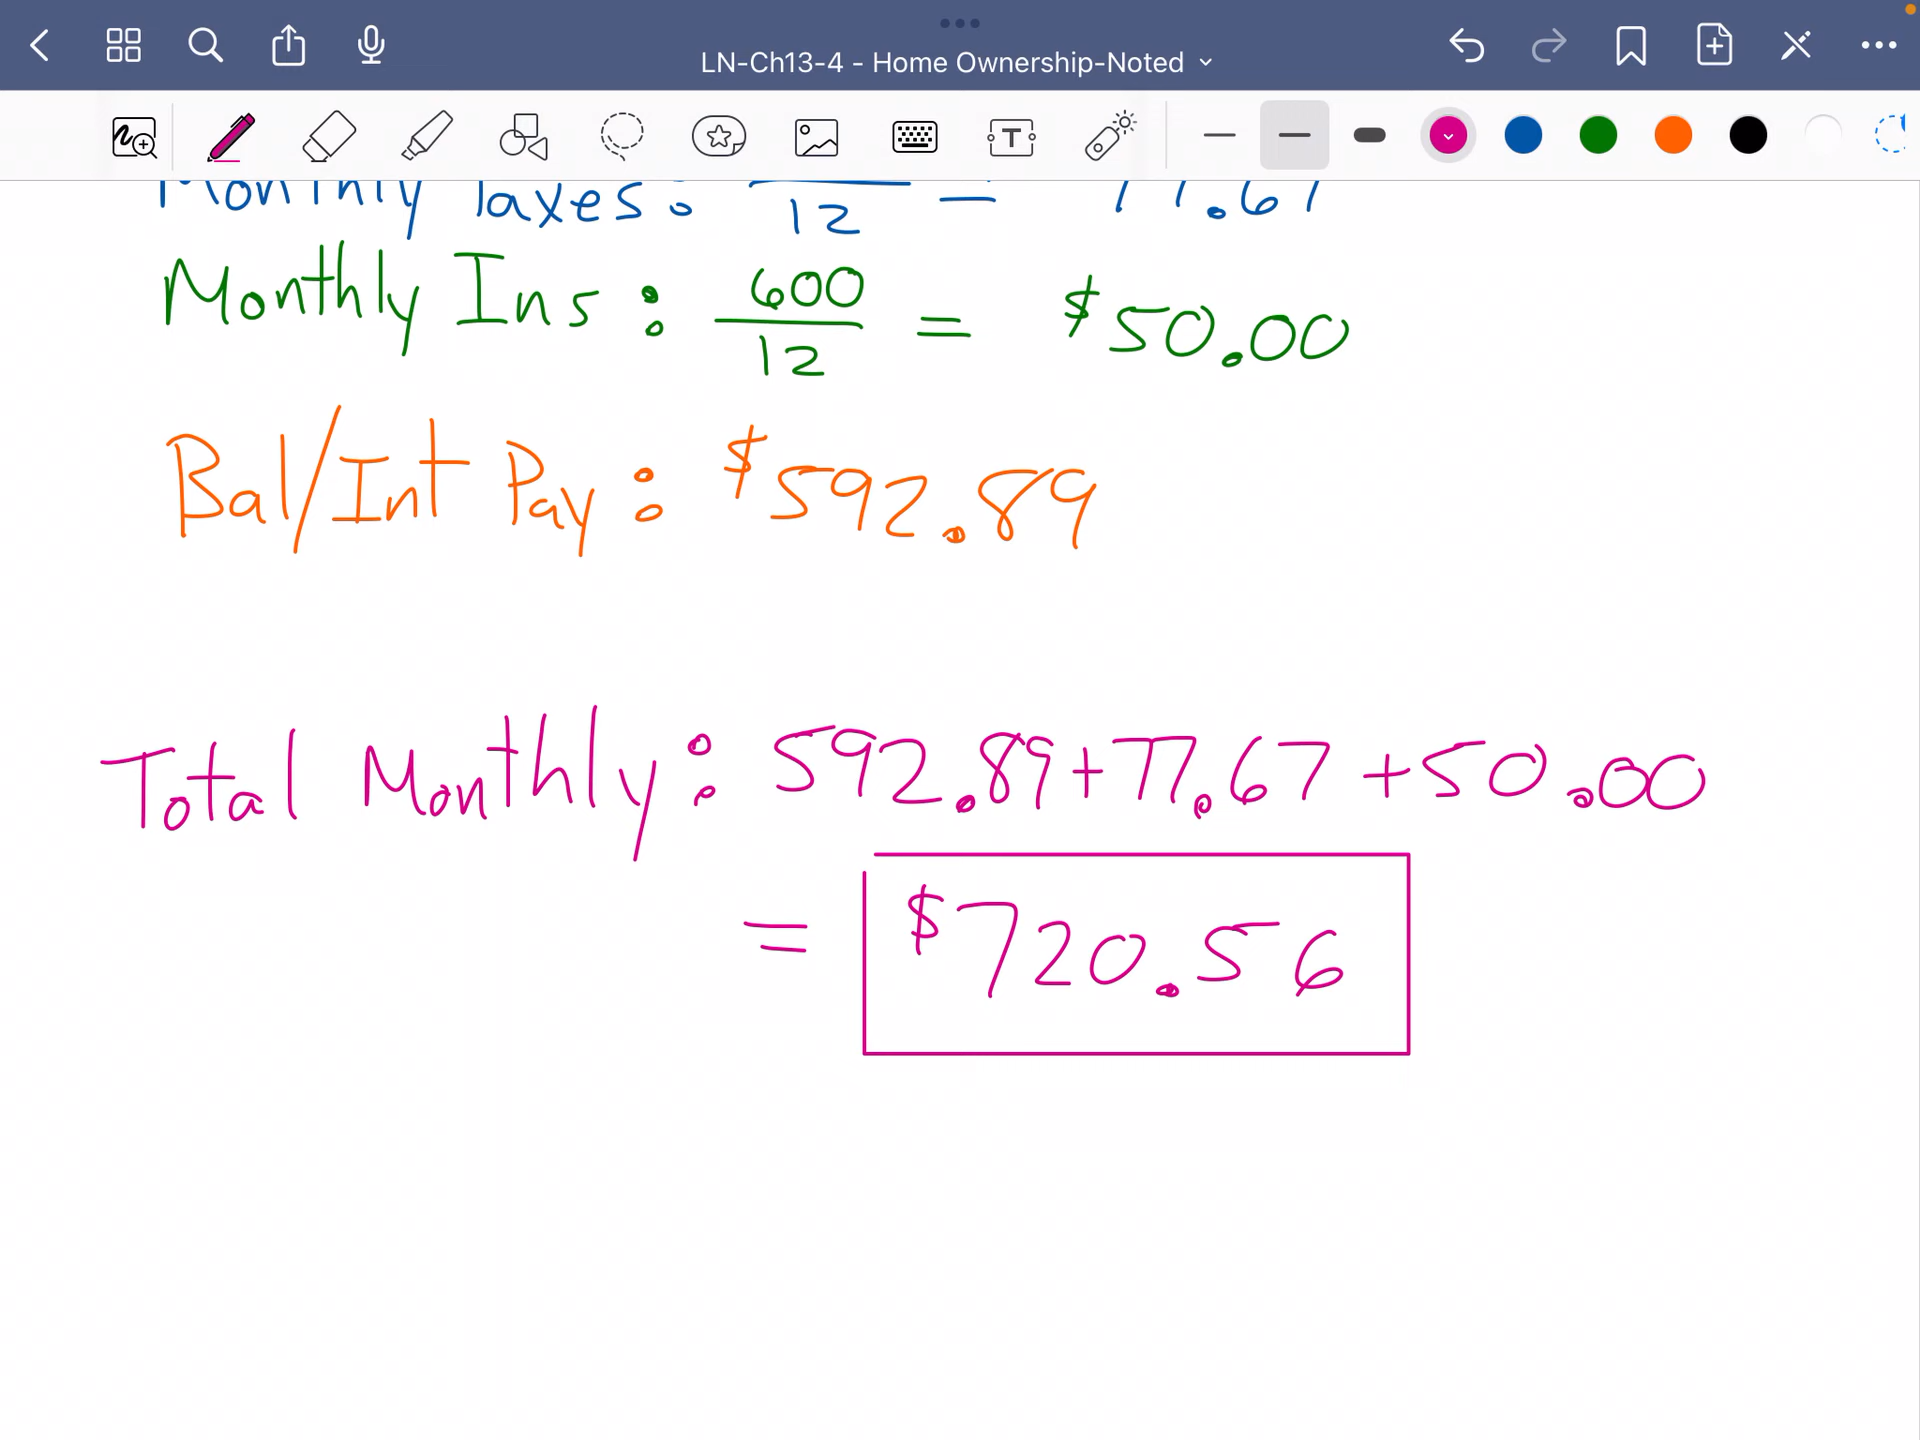 LN-Ch13-4 - Home Ownership-Noted
T
Monthly Taxes: /12 = 77.67
Monthly Ins: 600/12 = $50.00
Bal/Int Pay: $592.89
Total Monthly: 592.89+77.67+50.00
= $720.56